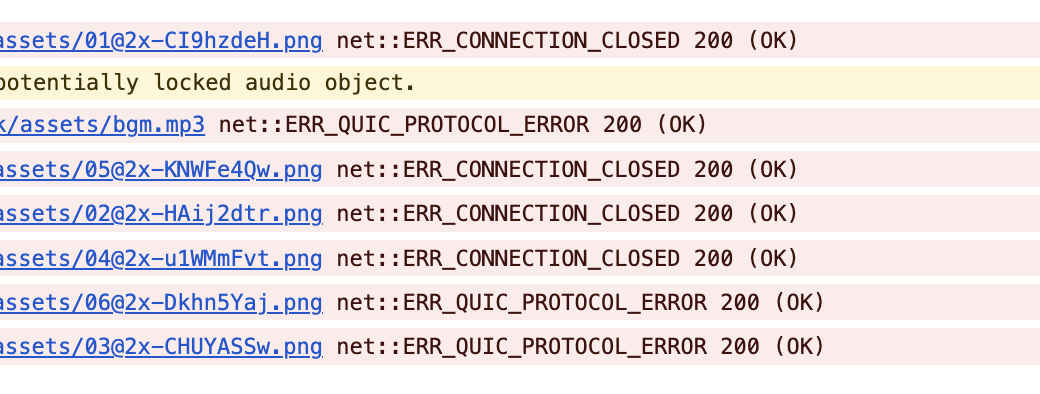 assets/01@2x-CI9hzdeH.png net::ERR_CONNECTION_CLOSED 200 (OK)
potentially locked audio object.
k/assets/bgm.mp3 net::ERR_QUIC_PROTOCOL_ERROR 200 (OK)
assets/05@2x-KNWFe4Qw.png net::ERR_CONNECTION_CLOSED 200 (OK)
assets/02@2x-HAij2dtr.png net::ERR_CONNECTION_CLOSED 200 (OK)
assets/04@2x-u1WMmFvt.png net::ERR_CONNECTION_CLOSED 200 (OK)
assets/06@2x-Dkhn5Yaj.png net::ERR_QUIC_PROTOCOL_ERROR 200 (OK)
assets/03@2x-CHUYASSw.png net::ERR_QUIC_PROTOCOL_ERROR 200 (OK)